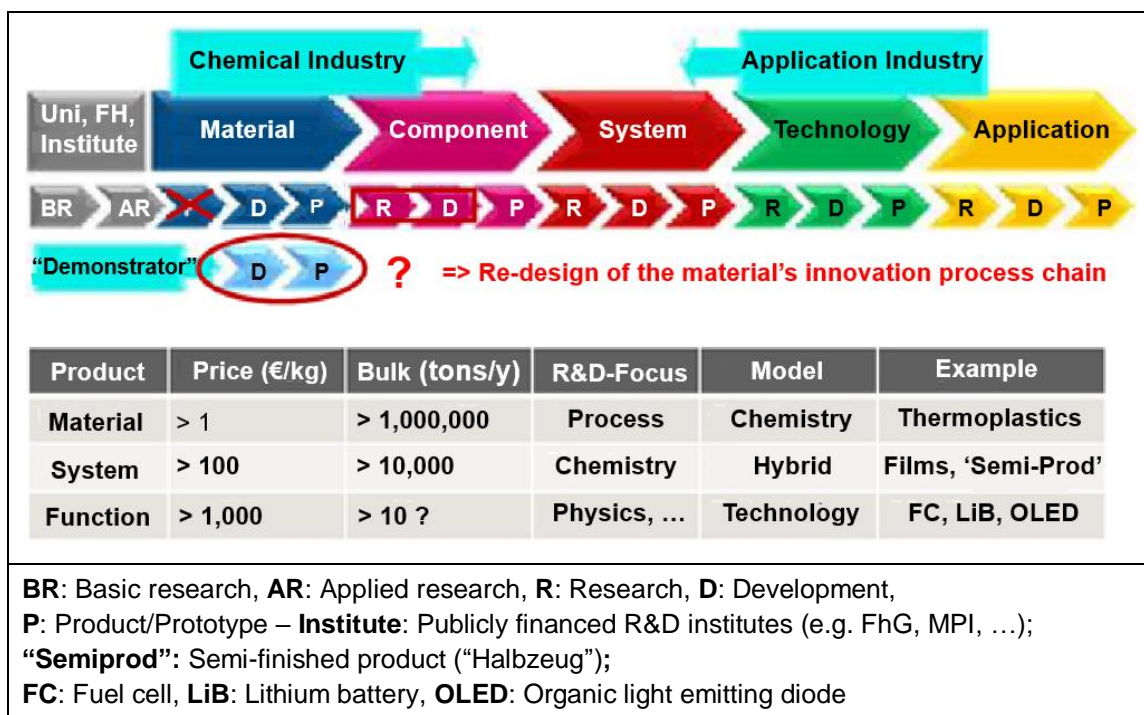 Chemical Industry Application Industry
Uni, FH,
Institute Material Component System Technology Application
BR AR D P R D P R D P R D P R D P
“Demonstrator” D P ? => Re-design of the material’s innovation process chain
Product Price (€/kg) Bulk (tons/y) R&D-Focus Model Example
Material > 1 > 1,000,000 Process Chemistry Thermoplastics
System > 100 > 10,000 Chemistry Hybrid Films, ‘Semi-Prod’
Function > 1,000 > 10 ? Physics, … Technology FC, LiB, OLED
BR: Basic research, AR: Applied research, R: Research, D: Development,
P: Product/Prototype – Institute: Publicly financed R&D institutes (e.g. FhG, MPI, …);
“Semiprod”: Semi-finished product (“Halbzeug”);
FC: Fuel cell, LiB: Lithium battery, OLED: Organic light emitting diode